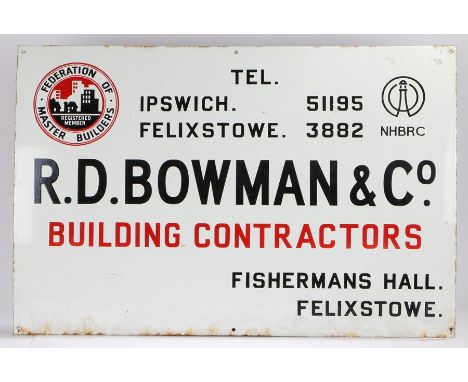 FEDERATION OF
MASTER BUILDERS
REGISTERED
MEMBER
TEL.
IPSWICH. 51195
FELIXSTOWE. 3882
NHBRC
R.D.BOWMAN & Cº.
BUILDING CONTRACTORS
FISHERMANS HALL.
FELIXSTOWE.